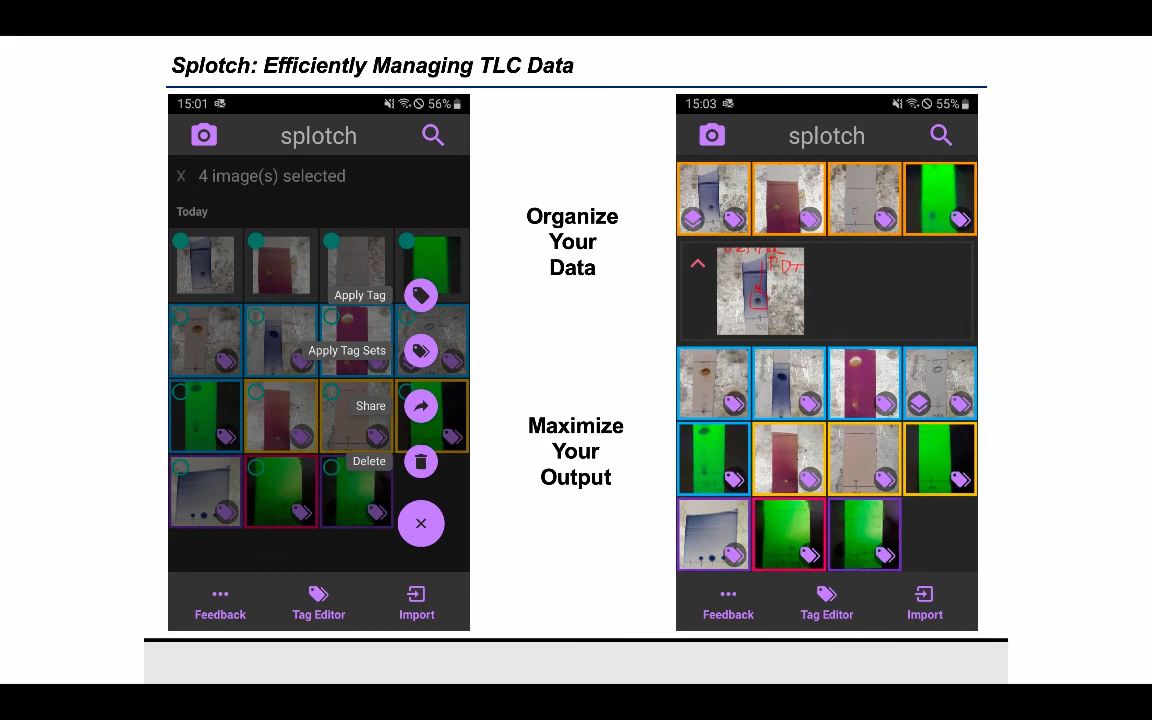 Splotch: Efficiently Managing TLC Data
15:01
56%
splotch
X 4 image(s) selected
Today
Apply Tag
Apply Tag Sets
Share
Delete
Feedback
Tag Editor
Import
Organize
Your
Data
Maximize
Your
Output
15:03
55%
splotch
Feedback
Tag Editor
Import